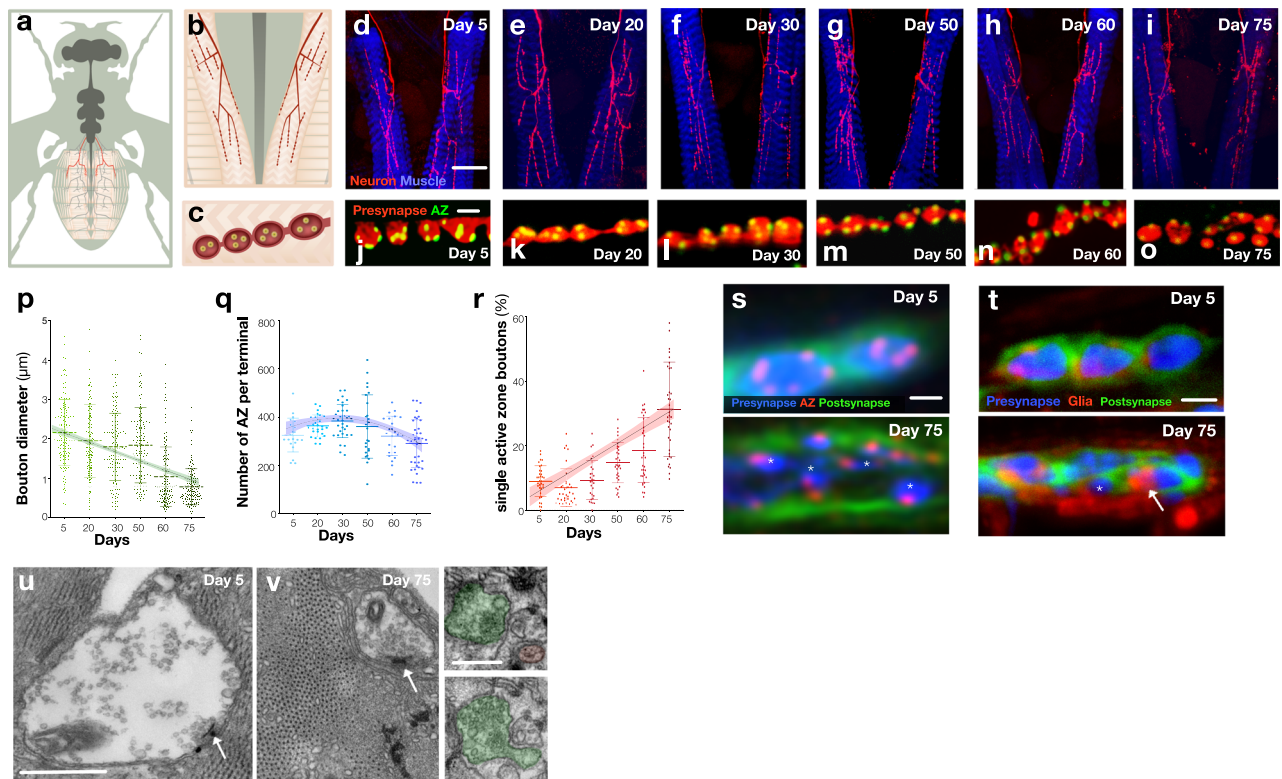 a
b
c
d
Day 5
Neuron Muscle
e
Day 20
f
Day 30
g
Day 50
h
Day 60
i
Day 75
Presynapse AZ
j
Day 5
k
Day 20
l
Day 30
m
Day 50
n
Day 60
o
Day 75
p
Bouton diameter (μm)
5
4
3
2
1
0
5 20 30 50 60 75
Days
q
Number of AZ per terminal
800
600
400
200
0
5 20 30 50 60 75
Days
r
single active zone boutons (%)
60
40
20
0
5 20 30 50 60 75
Days
s
Day 5
Presynapse AZ Postsynapse
Day 75
* * * *
t
Day 5
Presynapse Glia Postsynapse
Day 75
*
u
Day 5
v
Day 75